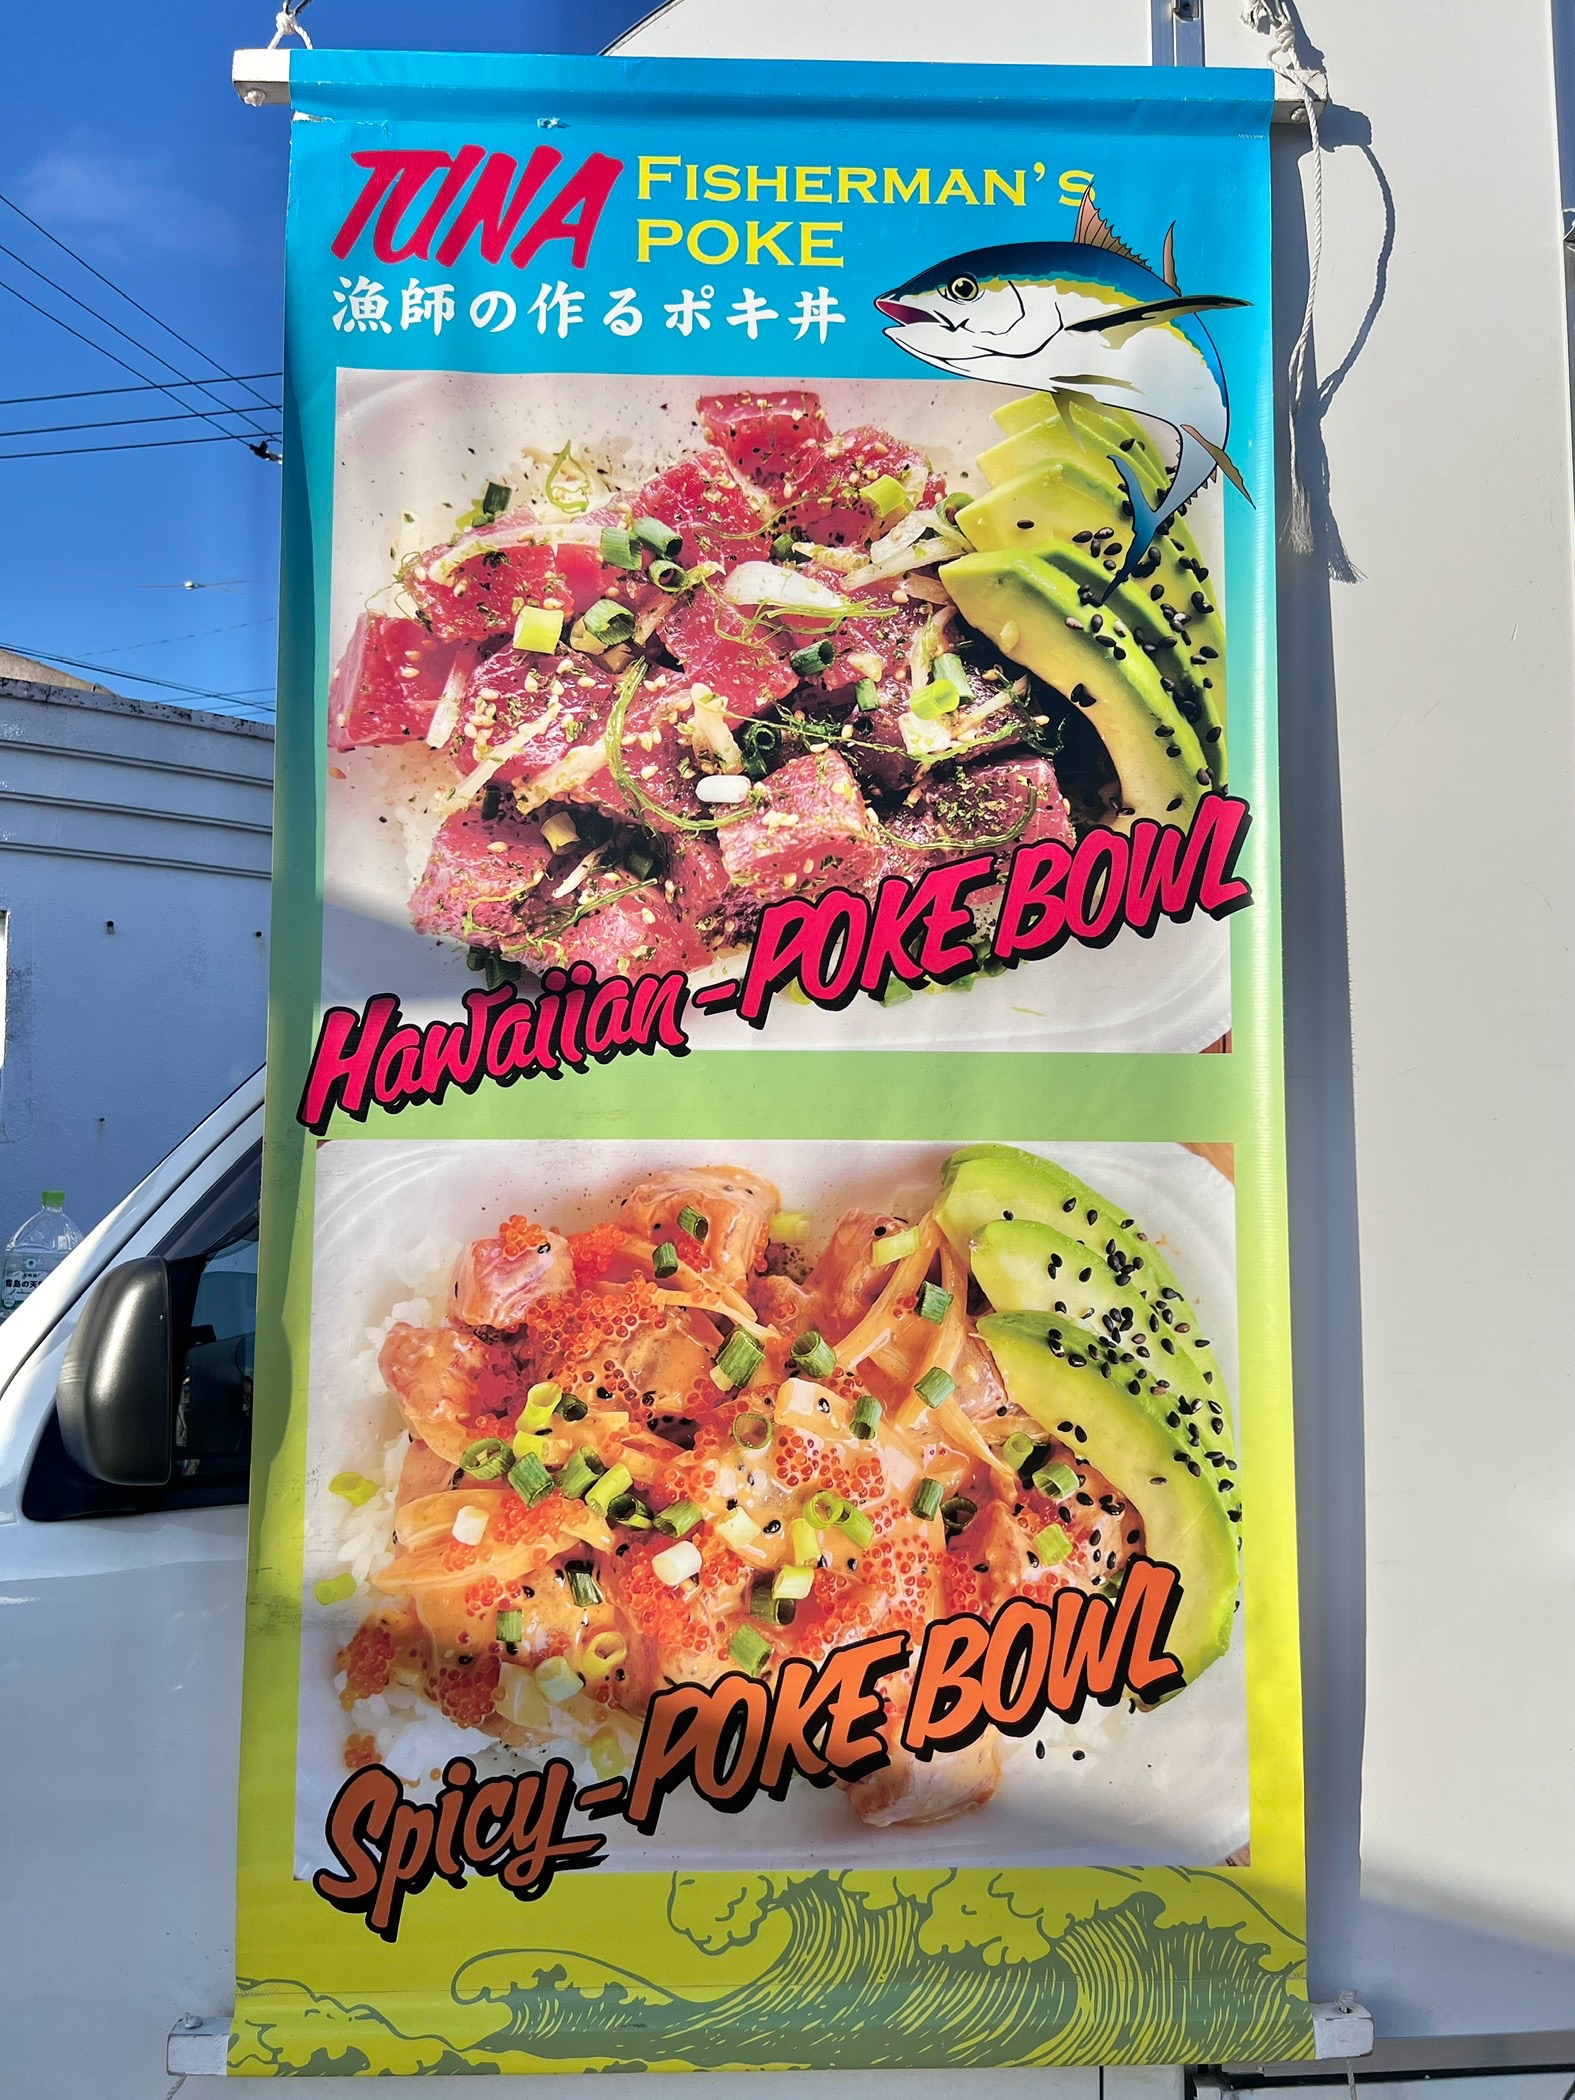 TUNA
FISHERMAN'S
POKE
漁師の作るポキ丼
Hawaiian-POKE BOWL
Spicy-POKE BOWL